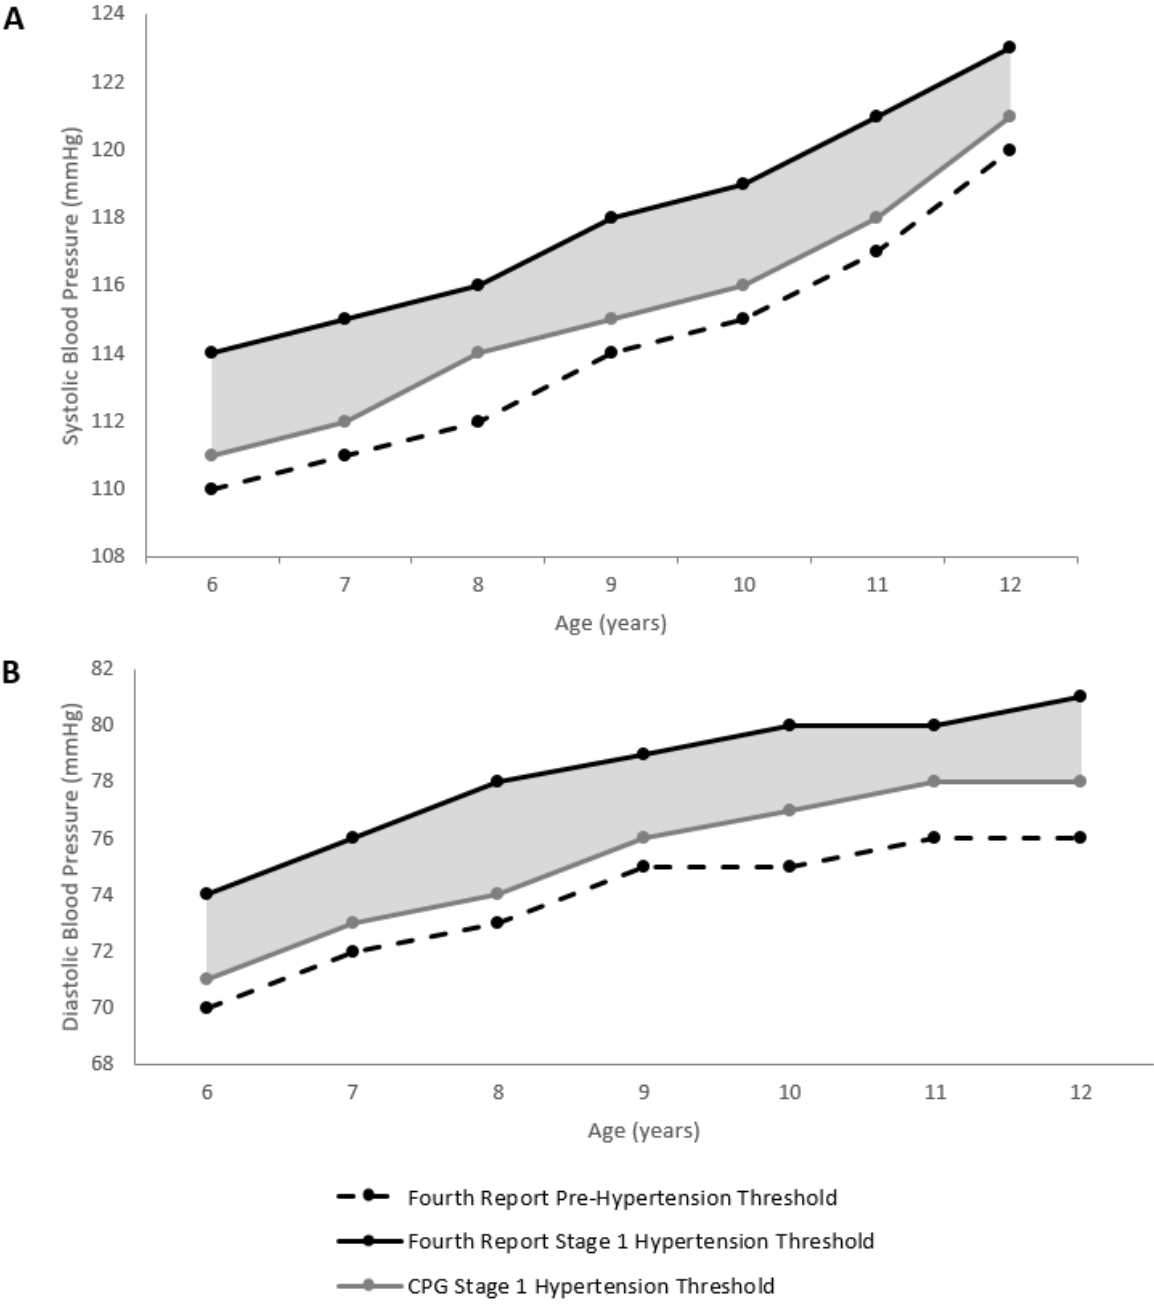 A
124
122
120
118
116
114
112
110
108
Systolic Blood Pressure (mmHg)
6 7 8 9 10 11 12
Age (years)
B
82
80
78
76
74
72
70
68
Diastolic Blood Pressure (mmHg)
6 7 8 9 10 11 12
Age (years)
Fourth Report Pre-Hypertension Threshold
Fourth Report Stage 1 Hypertension Threshold
CPG Stage 1 Hypertension Threshold